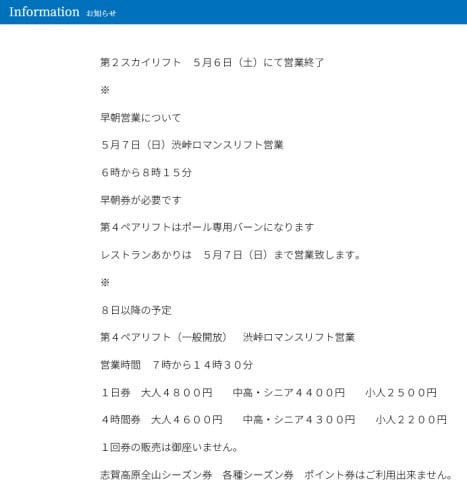 Information お知らせ
第２スカイリフト　５月６日（土）にて営業終了
※
早朝営業について
５月７日（日）渋峠ロマンスリフト営業
６時から８時１５分
早朝券が必要です
第４ペアリフトはポール専用バーンになります
レストランあかりは　５月７日（日）まで営業致します。
※
８日以降の予定
第４ペアリフト（一般開放）　渋峠ロマンスリフト営業
営業時間　７時から１４時３０分
１日券　大人４８００円　　中高・シニア４４００円　　小人２５００円
４時間券　大人４６００円　　中高・シニア４３００円　　小人２２００円
１回券の販売は御座いません。
志賀高原全山シーズン券　各種シーズン券　ポイント券はご利用出来ません。